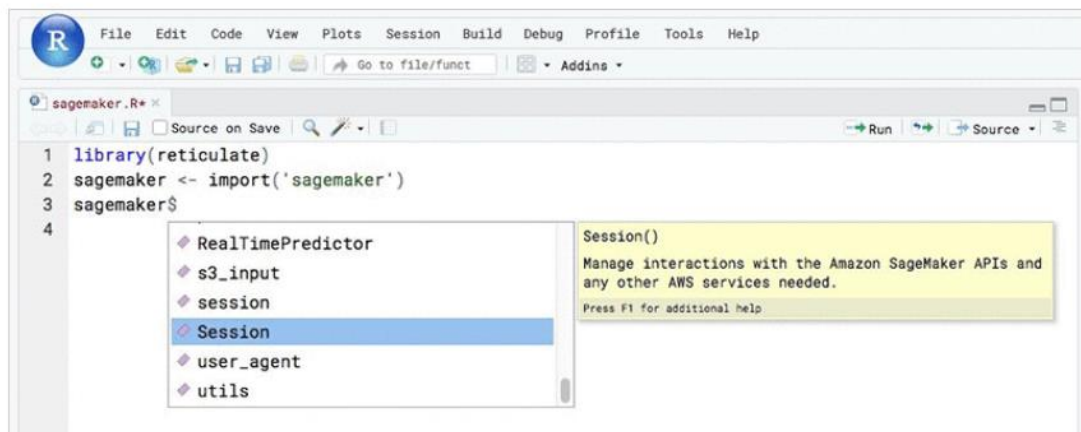 R File Edit Code View Plots Session Build Debug Profile Tools Help
Go to file/funct Addins
sagemaker.R*
Source on Save Run Source
1 library(reticulate)
2 sagemaker <- import('sagemaker')
3 sagemaker$
4
RealTimePredictor
s3_input
session
Session
user_agent
utils
Session()
Manage interactions with the Amazon SageMaker APIs and
any other AWS services needed.
Press F1 for additional help